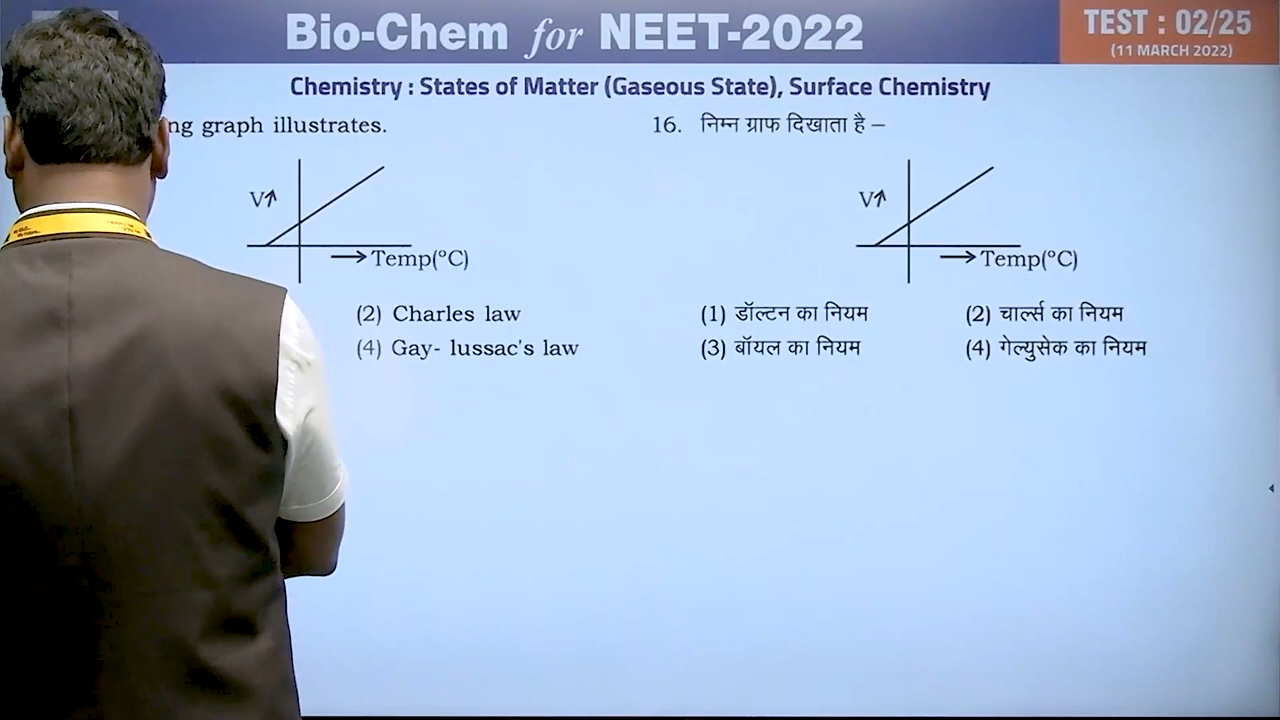 Bio-Chem for NEET-2022
TEST : 02/25
(11 MARCH 2022)
Chemistry : States of Matter (Gaseous State), Surface Chemistry
graph illustrates.
V↑
Temp(ºC)
(2) Charles law
(4) Gay- lussac's law
16. निम्न ग्राफ दिखाता है –
V↑
Temp(ºC)
(1) डॉल्टन का नियम (2) चार्ल्स का नियम
(3) बॉयल का नियम (4) गेल्युसेक का नियम